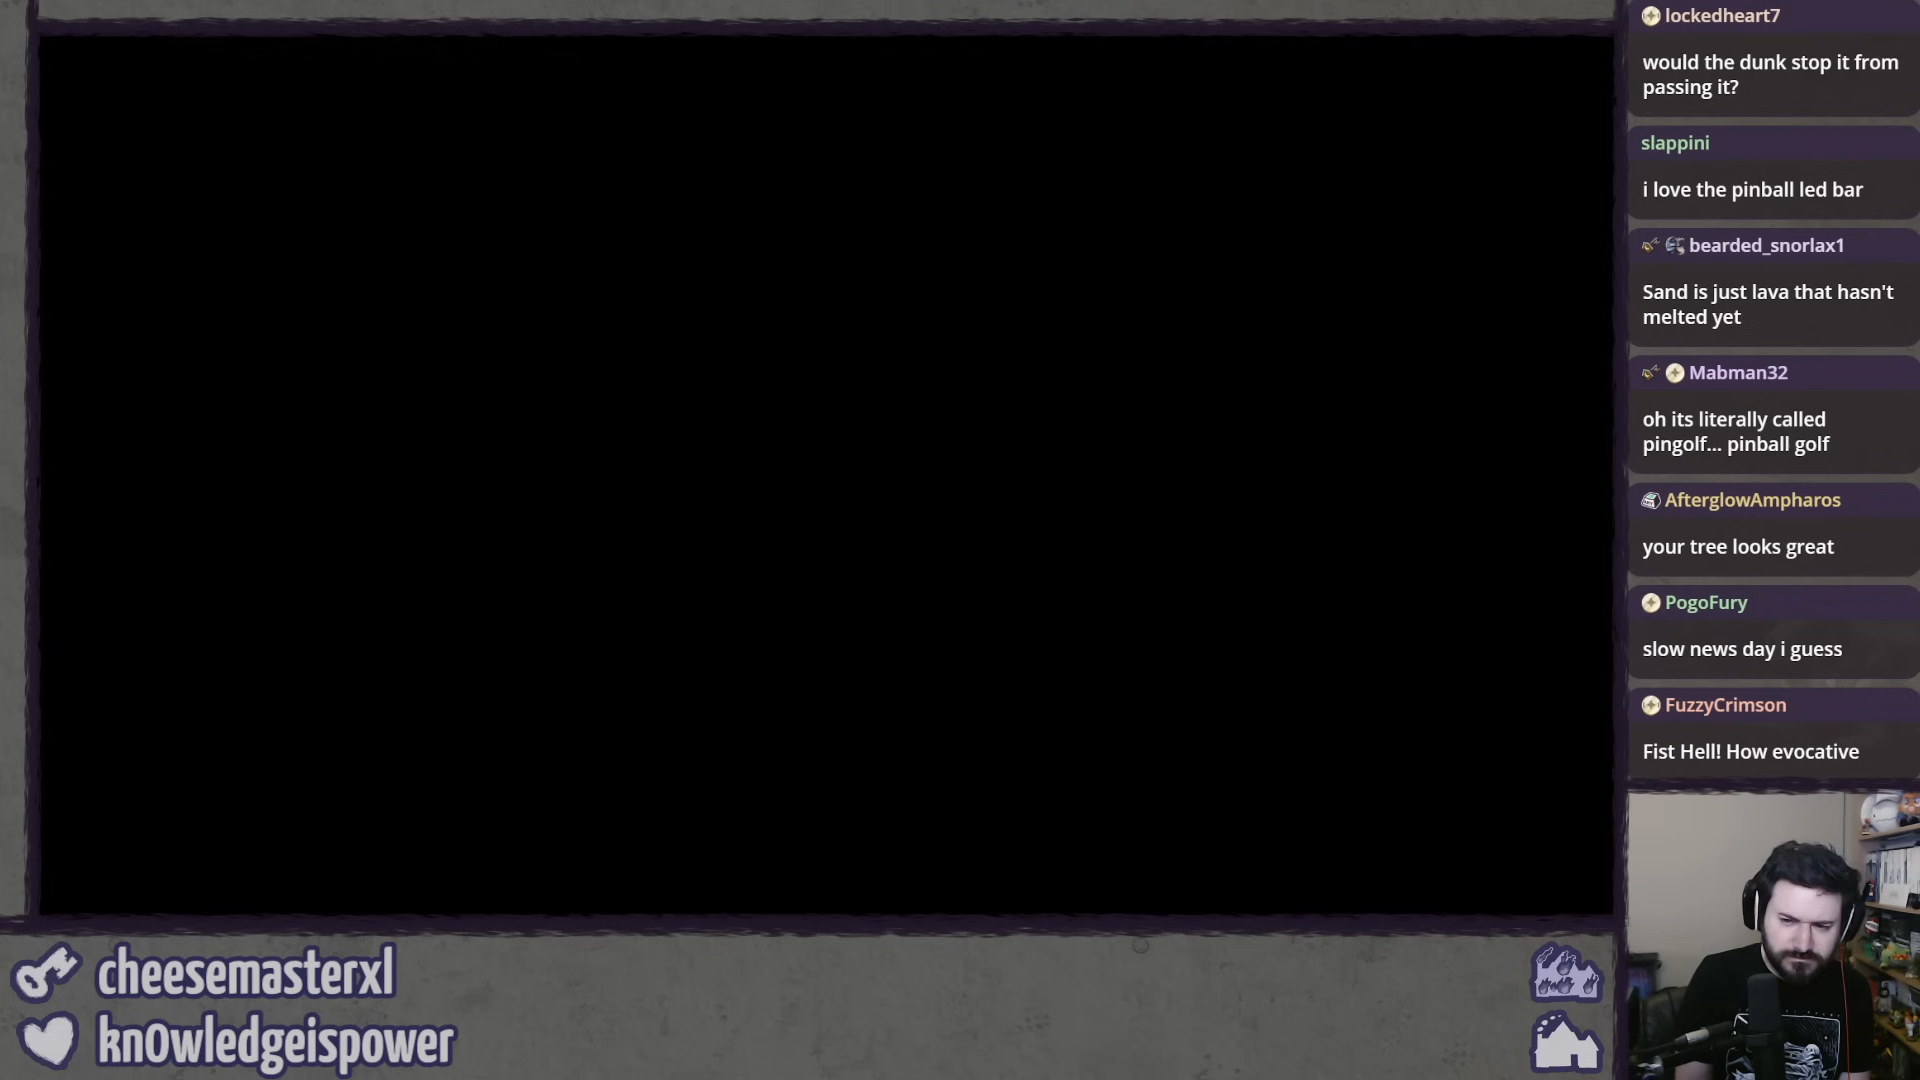 lockedheart7
would the dunk stop it from
passing it?
slappini
i love the pinball led bar
bearded_snorlax1
Sand is just lava that hasn't
melted yet
Mabman32
oh its literally called
pingolf... pinball golf
AfterglowAmpharos
your tree looks great
PogoFury
slow news day i guess
FuzzyCrimson
Fist Hell! How evocative
cheesemasterxl
kn0wledgeispower